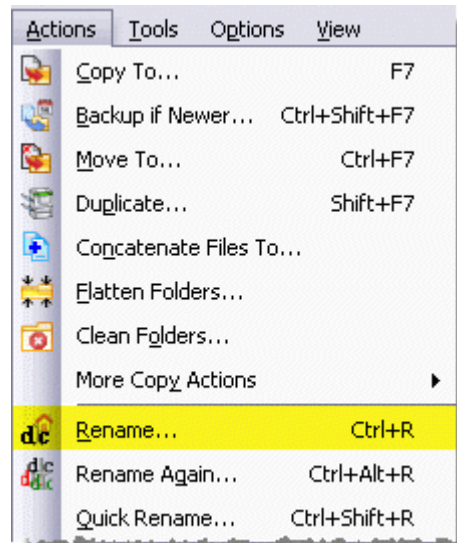 Actions Tools Options View
Copy To... F7
Backup if Newer... Ctrl+Shift+F7
Move To... Ctrl+F7
Duplicate... Shift+F7
Concatenate Files To...
Flatten Folders...
Clean Folders...
More Copy Actions
Rename... Ctrl+R
Rename Again... Ctrl+Alt+R
Quick Rename... Ctrl+Shift+R